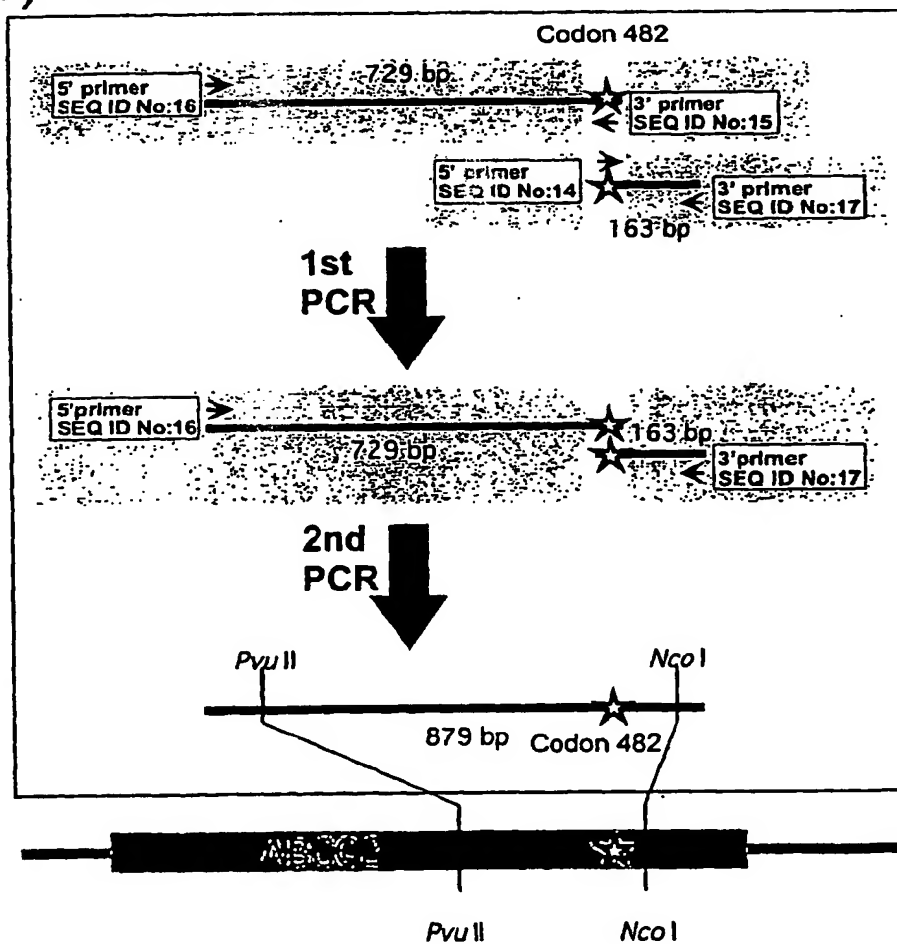 Codon 482
729 bp
5' primer
SEQ ID No:16
3' primer
SEQ ID No:15
5' primer
SEQ ID No:14
3' primer
SEQ ID No:17
163 bp
1st
PCR
5'primer
SEQ ID No:16
729 bp
163 bp
3'primer
SEQ ID No:17
2nd
PCR
Pvu II
Nco I
879 bp
Codon 482
ABCG2
Pvu II
Nco I